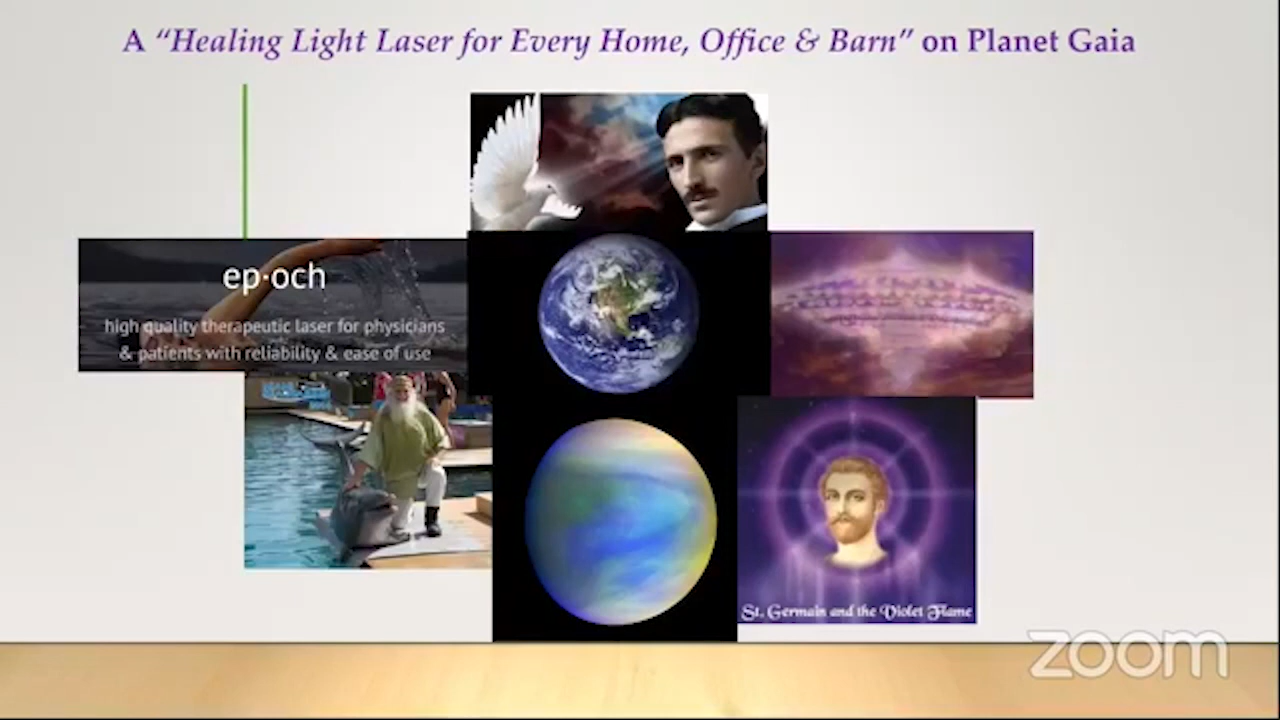 A “Healing Light Laser for Every Home, Office & Barn” on Planet Gaia
ep·och
high quality therapeutic laser for physicians
& patients with reliability & ease of use
St. Germain and the Violet Flame
zoom